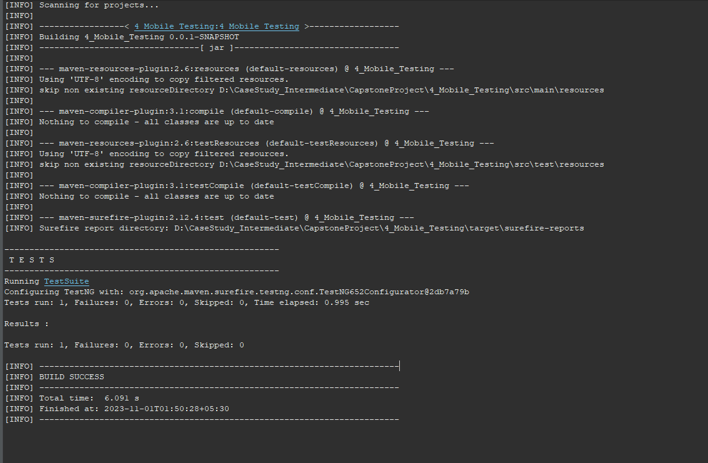 [INFO] Scanning for projects...
[INFO]
[INFO] -----------------< 4_Mobile_Testing:4_Mobile_Testing >------------------
[INFO] Building 4_Mobile_Testing 0.0.1-SNAPSHOT
[INFO] --------------------------------[ jar ]---------------------------------
[INFO]
[INFO] --- maven-resources-plugin:2.6:resources (default-resources) @ 4_Mobile_Testing ---
[INFO] Using 'UTF-8' encoding to copy filtered resources.
[INFO] skip non existing resourceDirectory D:\CaseStudy_Intermediate\CapstoneProject\4_Mobile_Testing\src\main\resources
[INFO]
[INFO] --- maven-compiler-plugin:3.1:compile (default-compile) @ 4_Mobile_Testing ---
[INFO] Nothing to compile - all classes are up to date
[INFO]
[INFO] --- maven-resources-plugin:2.6:testResources (default-testResources) @ 4_Mobile_Testing ---
[INFO] Using 'UTF-8' encoding to copy filtered resources.
[INFO] skip non existing resourceDirectory D:\CaseStudy_Intermediate\CapstoneProject\4_Mobile_Testing\src\test\resources
[INFO]
[INFO] --- maven-compiler-plugin:3.1:testCompile (default-testCompile) @ 4_Mobile_Testing ---
[INFO] Nothing to compile - all classes are up to date
[INFO]
[INFO] --- maven-surefire-plugin:2.12.4:test (default-test) @ 4_Mobile_Testing ---
[INFO] Surefire report directory: D:\CaseStudy_Intermediate\CapstoneProject\4_Mobile_Testing\target\surefire-reports
-------------------------------------------------------
T E S T S
-------------------------------------------------------
Running TestSuite
Configuring TestNG with: org.apache.maven.surefire.testng.conf.TestNG652Configurator@2db7a79b
Tests run: 1, Failures: 0, Errors: 0, Skipped: 0, Time elapsed: 0.995 sec
Results :
Tests run: 1, Failures: 0, Errors: 0, Skipped: 0
[INFO] ------------------------------------------------------------------------
[INFO] BUILD SUCCESS
[INFO] ------------------------------------------------------------------------
[INFO] Total time:  6.091 s
[INFO] Finished at: 2023-11-01T01:50:28+05:30
[INFO] ------------------------------------------------------------------------